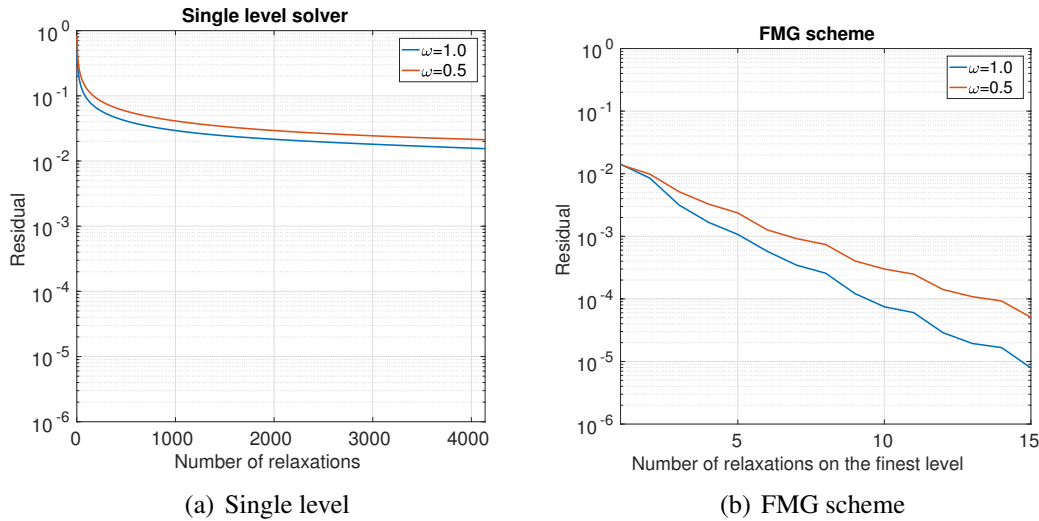 Single level solver
10^0
10^-1
10^-2
10^-3
10^-4
10^-5
10^-6
Residual
0 1000 2000 3000 4000
Number of relaxations
ω=1.0
ω=0.5
(a) Single level
FMG scheme
10^0
10^-1
10^-2
10^-3
10^-4
10^-5
10^-6
Residual
5 10 15
Number of relaxations on the finest level
ω=1.0
ω=0.5
(b) FMG scheme